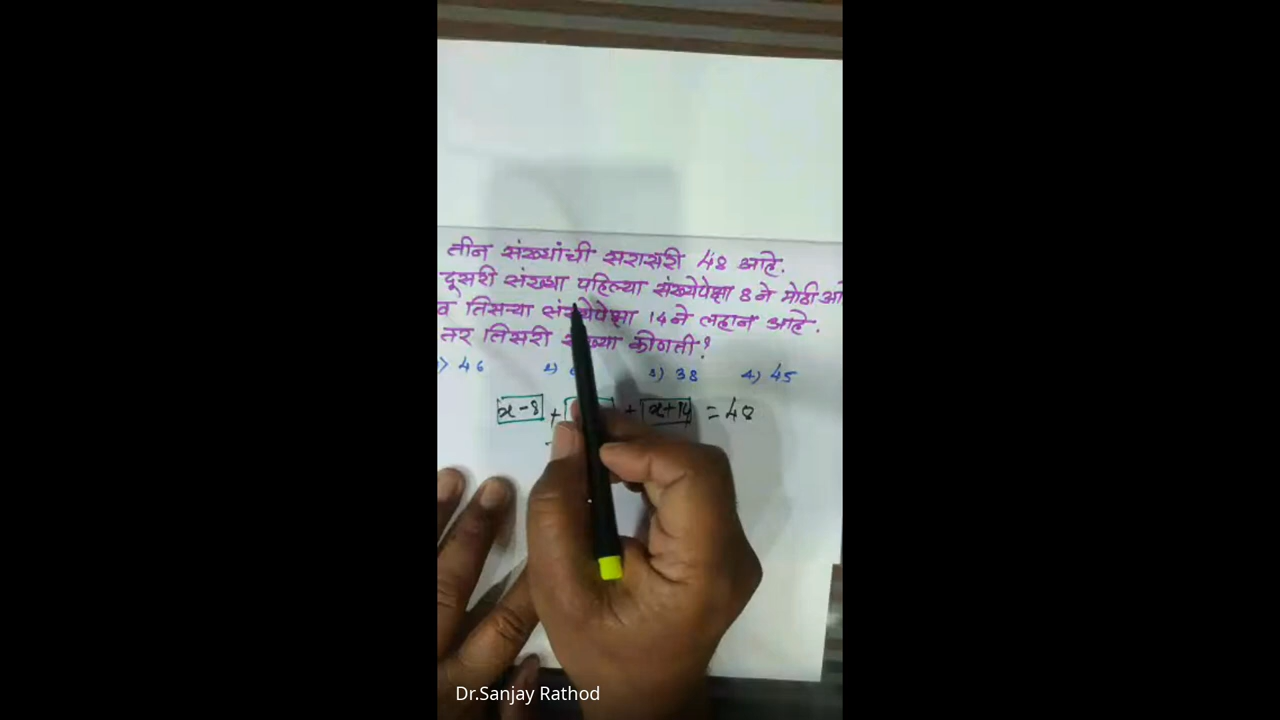 तीन संख्यांची सरासरी 48 आहे.
दूसरी संख्या पहिल्या संख्येपेक्षा 8 ने मोठी
व तिसऱ्या संख्येपेक्षा 14 ने लहान आहे.
तर तिसरी संख्या कोणती?
46 2) 3) 38 4) 45
x-8 + + x+14 = 48
Dr.Sanjay Rathod